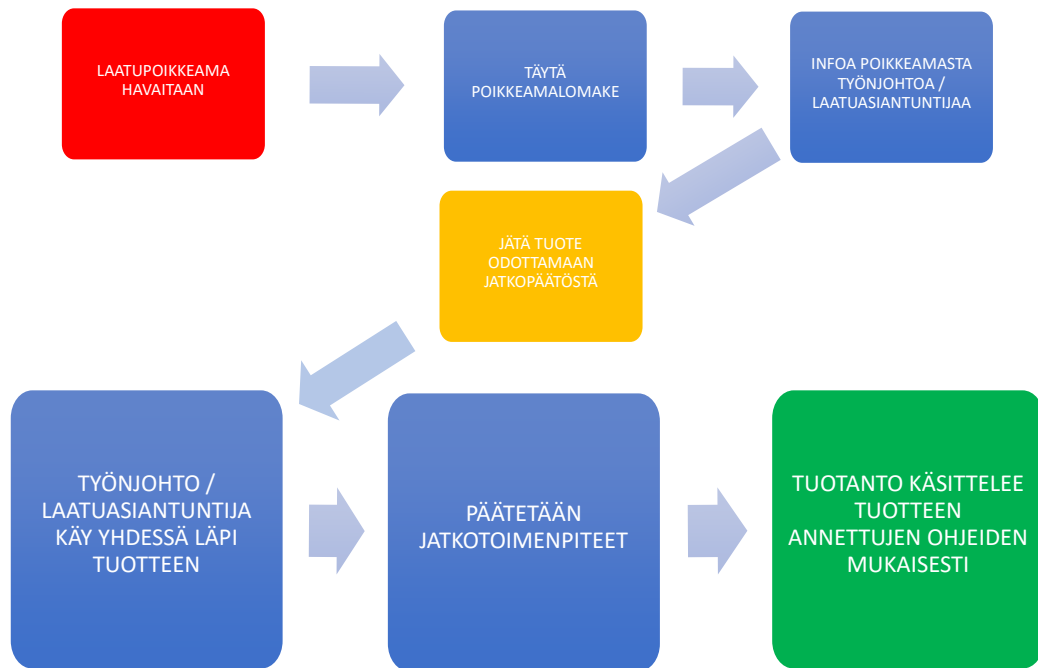 LAATUPOIKKEAMA
HAVAITAAN
TÄYTÄ
POIKKEAMALOMAKE
INFOA POIKKEAMASTA
TYÖNJOHTOA /
LAATUASIANTUNTIJAA
JÄTÄ TUOTE
ODOTTAMAAN
JATKOPÄÄTÖSTÄ
TYÖNJOHTO /
LAATUASIANTUNTIJA
KÄY YHDESSÄ LÄPI
TUOTTEEN
PÄÄTETÄÄN
JATKOTOIMENPITEET
TUOTANTO KÄSITTELEE
TUOTTEEN
ANNETTUJEN OHJEIDEN
MUKAISESTI